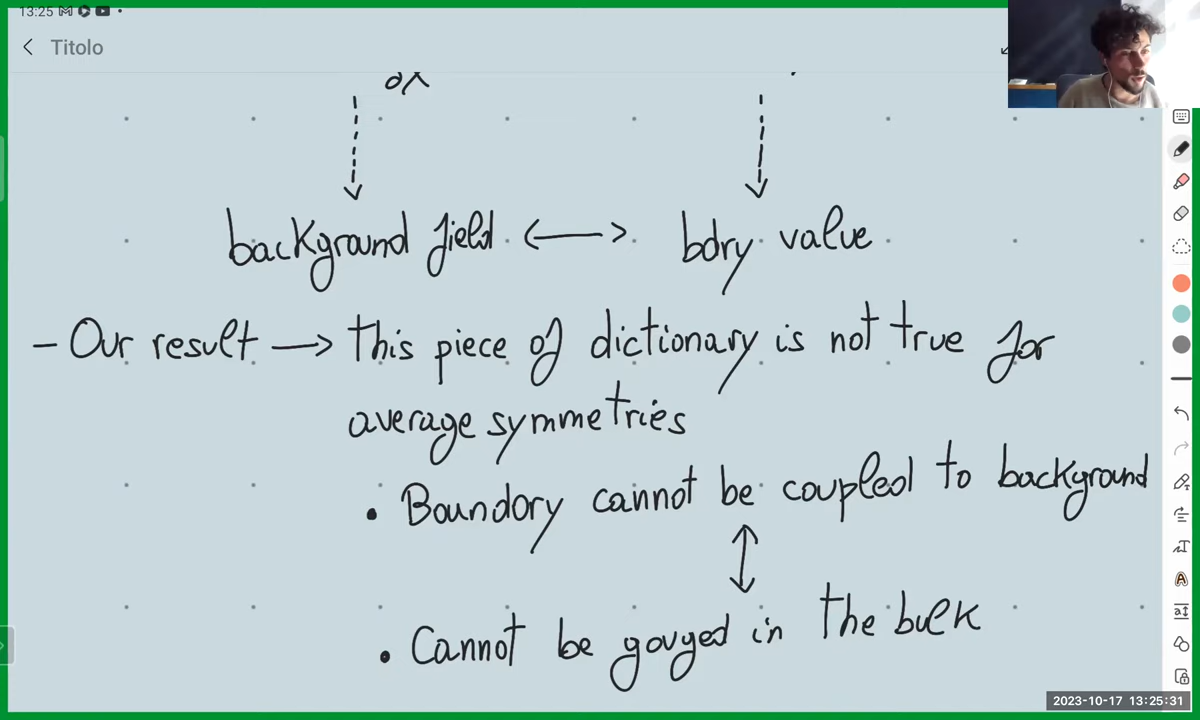 13:25
Titolo
background field ⟷ bdry value
- Our result → This piece of dictionary is not true for
average symmetries
• Boundary cannot be coupled to background
• Cannot be gauged in the bulk
2023-10-17 13:25:31